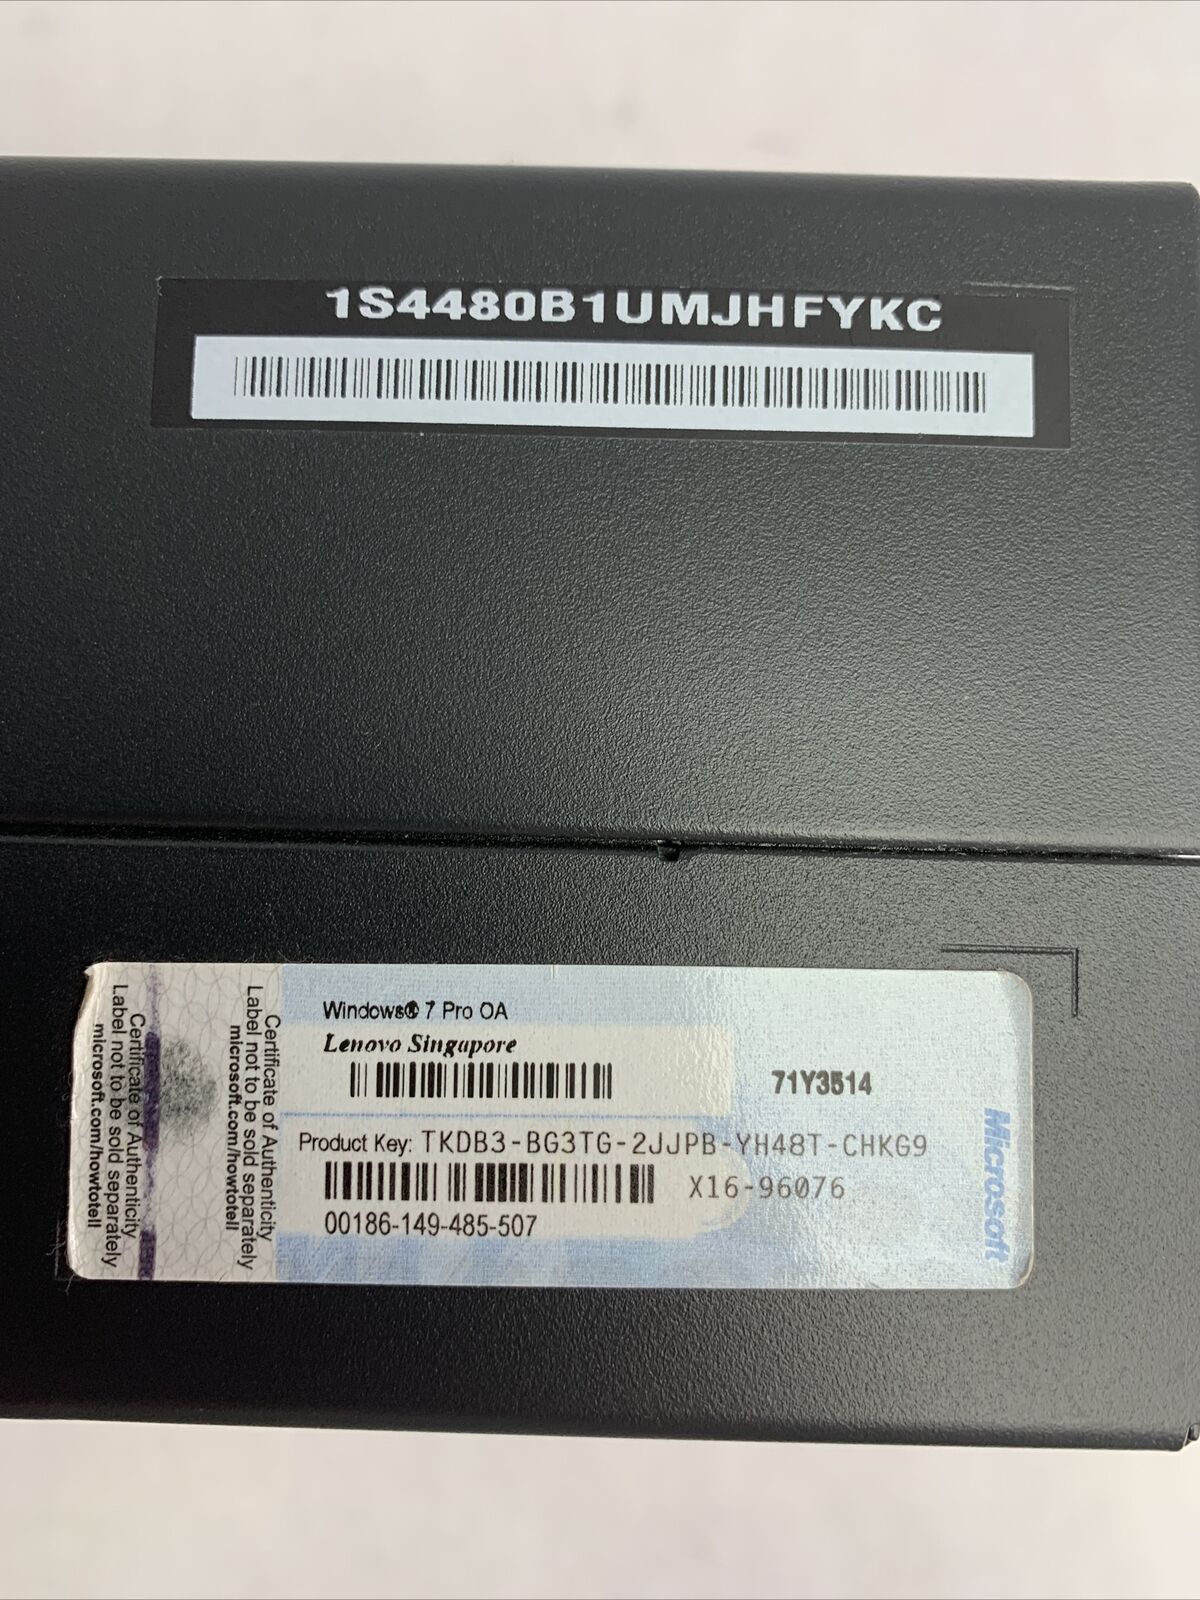 1S4480B1UMJHFYKC
Certificate of Authenticity
Label not to be sold separately
microsoft.com/howtotell
Certificate of Authenticity
Label not to be sold separately
microsoft.com/howtotell
Windows® 7 Pro OA
Lenovo Singapore
71Y3514
Product Key: TKDB3-BG3TG-2JJPB-YH48T-CHKG9
X16-96076
00186-149-485-507
Microsoft